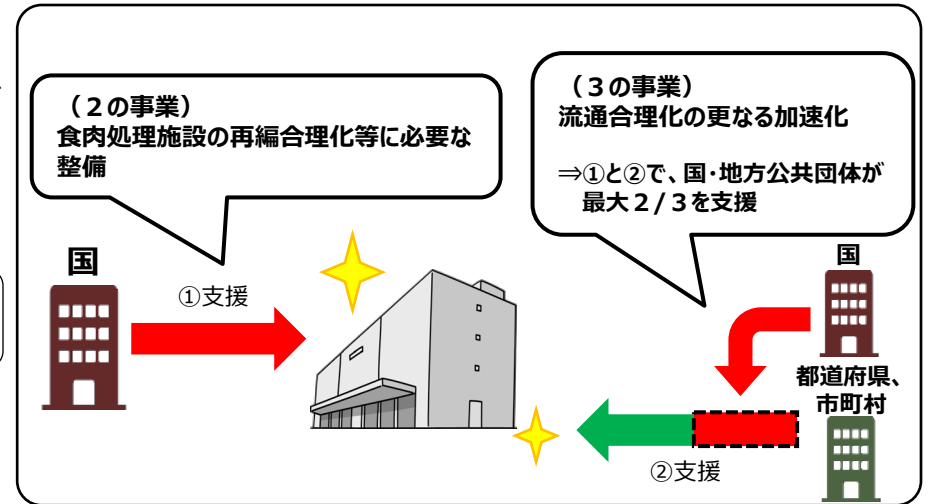 （２の事業）
食肉処理施設の再編合理化等に必要な
整備
（３の事業）
流通合理化の更なる加速化
⇒①と②で、国・地方公共団体が
最大２/３を支援
国
①支援
国
都道府県、
市町村
②支援